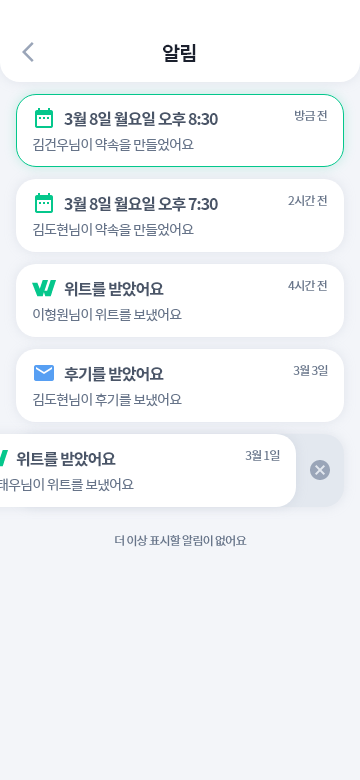 알림
3월 8일 월요일 오후 8:30
방금 전
김건우님이 약속을 만들었어요
3월 8일 월요일 오후 7:30
2시간 전
김도현님이 약속을 만들었어요
위트를 받았어요
4시간 전
이형원님이 위트를 보냈어요
후기를 받았어요
3월 3일
김도현님이 후기를 보냈어요
위트를 받았어요
3월 1일
태우님이 위트를 보냈어요
더 이상 표시할 알림이 없어요